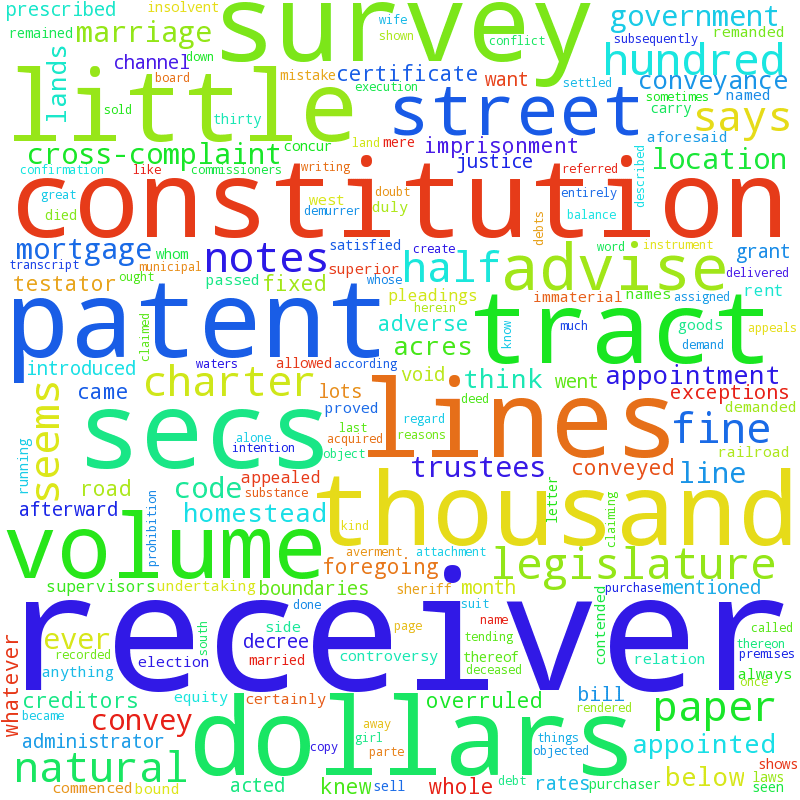 prescribed
insolvent
survey
wife
shown
conflict
government
subsequently
remained
marriage
remanded
hundred
channel
down
board
mistake
certificate
execution
want
settled
conveyance
lands
little
sold
thirty
street
sometimes
carry
named
says
aforesaid
cross-complaint
concur
land
mere
imprisonment
justice
location
confirmation
like
commissioners
writing
referred
described
great
constitution
doubt
entirely
died
west
demurrer
duly
balance
mortgage
notes
debts
satisfied
create
word
instrument
whom
half
advise
grant
transcript
municipal
ought
superior
whose
delivered
testator
passed
fixed
pleadings
herein
immaterial
names
assigned
rent
patent
claimed
adverse
know
much
tract
goods
appeals
acres
demand
introduced
waters
allowed
according
void
think
went
appointment
came
charter
lots
deed
exceptions
seems
secs
proved
last
acquired
regard
reasons
lines
demanded
fine
alone
intention
object
railroad
running
appealed
trustees
conveyed
line
road
code
substance
letter
afterward
prohibition
homestead
kind
thousand
claiming
volume
averment
attachment
foregoing
legislature
supervisors
undertaking
boundaries
sheriff
month
purchase
mentioned
receiver
done
suit
south
side
page
name
contended
called
ever
decree
tending
thereon
whatever
recorded
election
married
controversy
thereof
deceased
relation
premises
anything
always
creditors
equity
certainly
overruled
bill
once
became
convey
away
girl
parte
rendered
paper
administrator
copy
things
objected
appointed
dollars
natural
shows
acted
knew
sell
debt
whole
rates
purchaser
below
laws
commenced
bound
seen